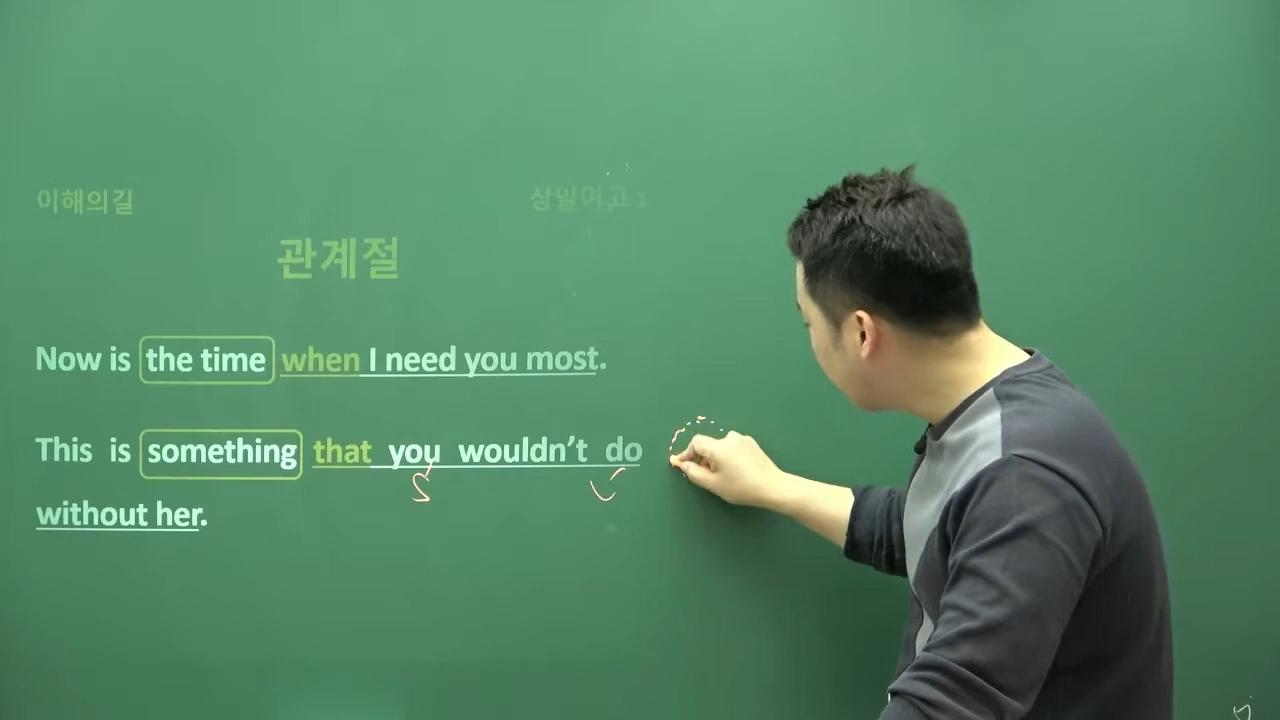 이해의길 상일여고
관계절
Now is the time when I need you most.
This is something that you wouldn't do
S V
without her.